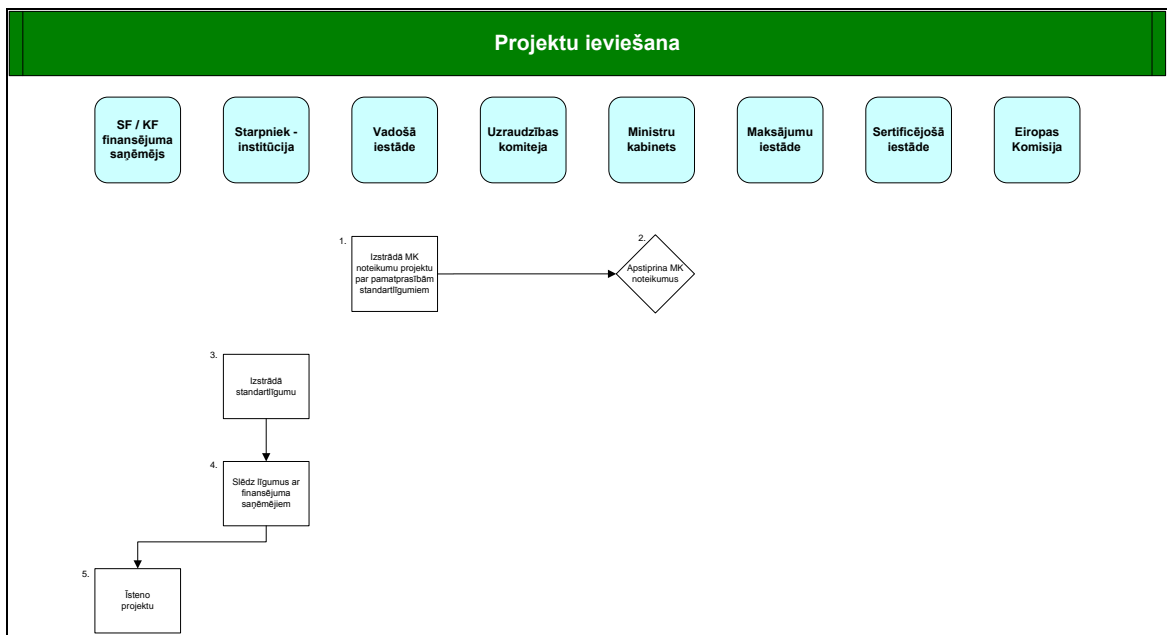 Projektu ieviešana
SF / KF
finansējuma
saņēmējs
Starpniek -
institūcija
Vadošā
iestāde
Uzraudzības
komiteja
Ministru
kabinets
Maksājumu
iestāde
Sertificējošā
iestāde
Eiropas
Komisija
1.
Izstrādā MK
noteikumu projektu
par pamatprasībām
standartlīgumiem
2.
Apstiprina MK
noteikumus
3.
Izstrādā
standartlīgumu
4.
Slēdz līgumus ar
finansējuma
saņēmējiem
5.
Īsteno
projektu